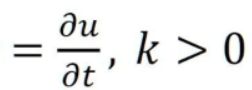 = ∂u/∂t, k > 0